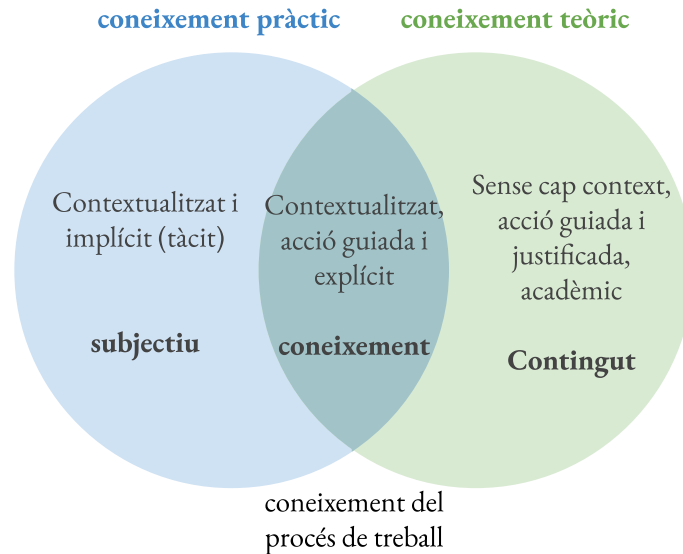 coneixement pràctic
coneixement teòric
Contextualitzat i
implícit (tàcit)
subjectiu
Contextualitzat,
acció guiada i
explícit
coneixement
Sense cap context,
acció guiada i
justificada,
acadèmic
Contingut
coneixement del
procés de treball